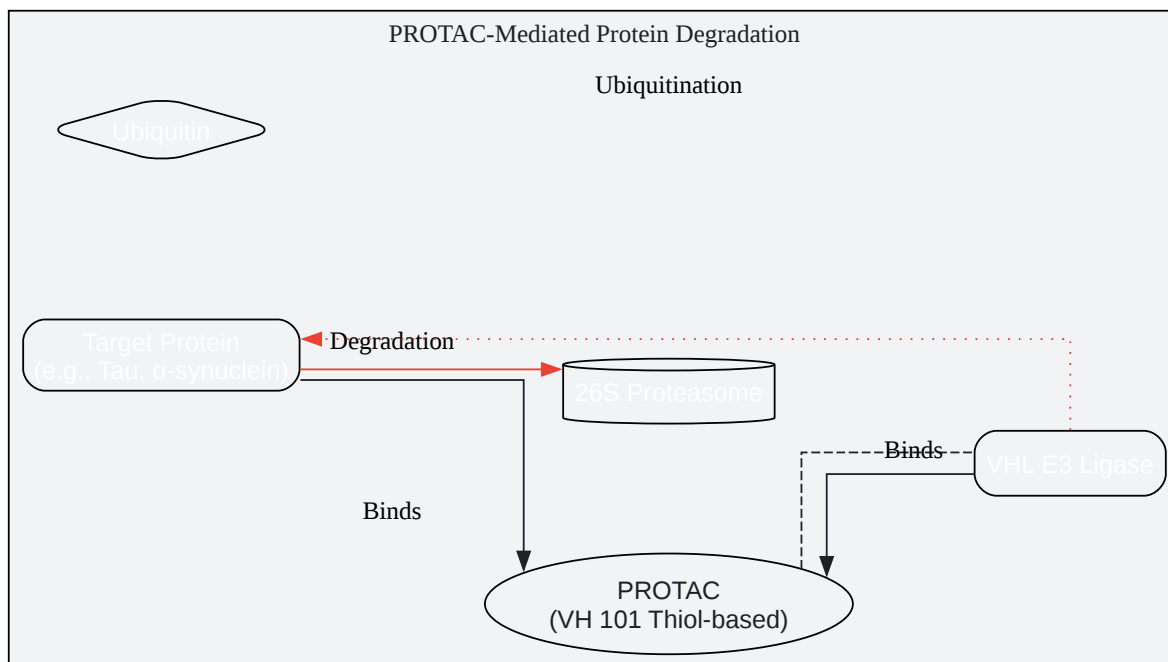 PROTAC-Mediated Protein Degradation
Ubiquitination
Ubiquitin
Target Protein
(e.g., Tau, α-synuclein)
Degradation
26S Proteasome
Binds
VHL E3 Ligase
Binds
PROTAC
(VH 101 Thiol-based)